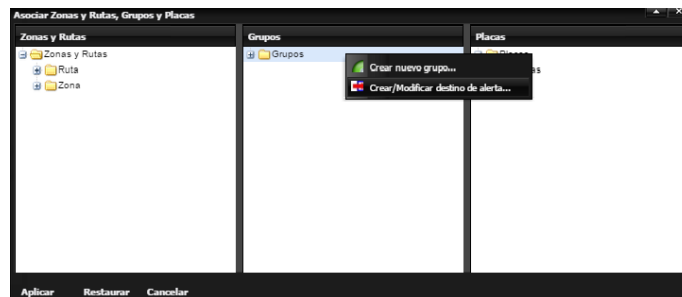 Asociar Zonas y Rutas, Grupos y Placas
Zonas y Rutas
Grupos
Placas
Zonas y Rutas
Ruta
Zona
Grupos
Crear nuevo grupo...
Crear/Modificar destino de alerta...
Aplicar
Restaurar
Cancelar